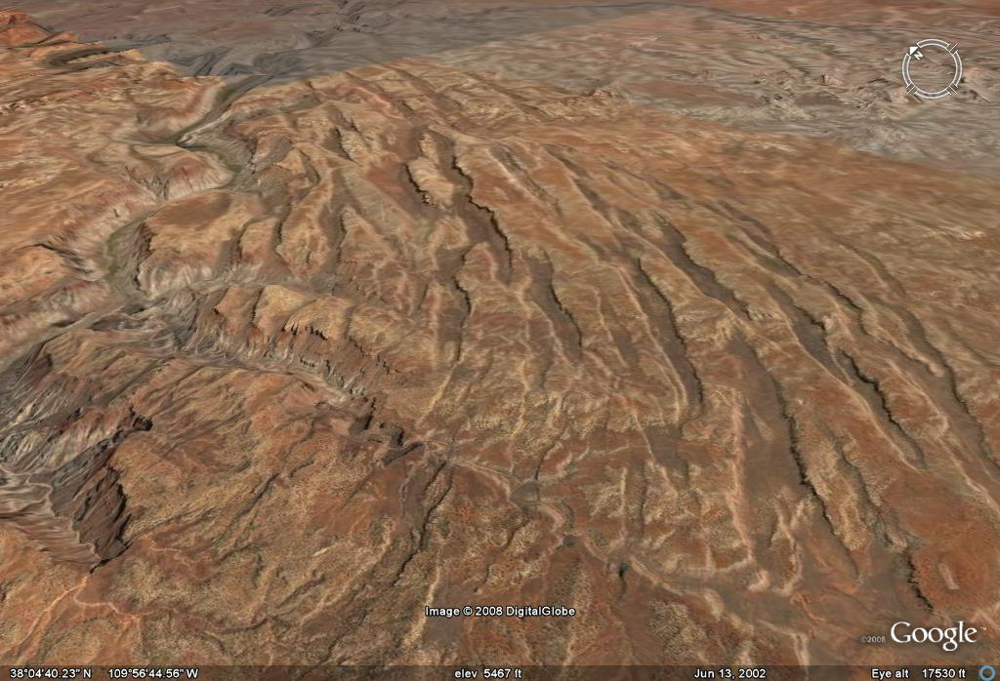 N
Image © 2008 DigitalGlobe
©2008 Google™
38°04'40.23" N 109°56'44.56" W elev 5467 ft Jun 13, 2002 Eye alt 17530 ft